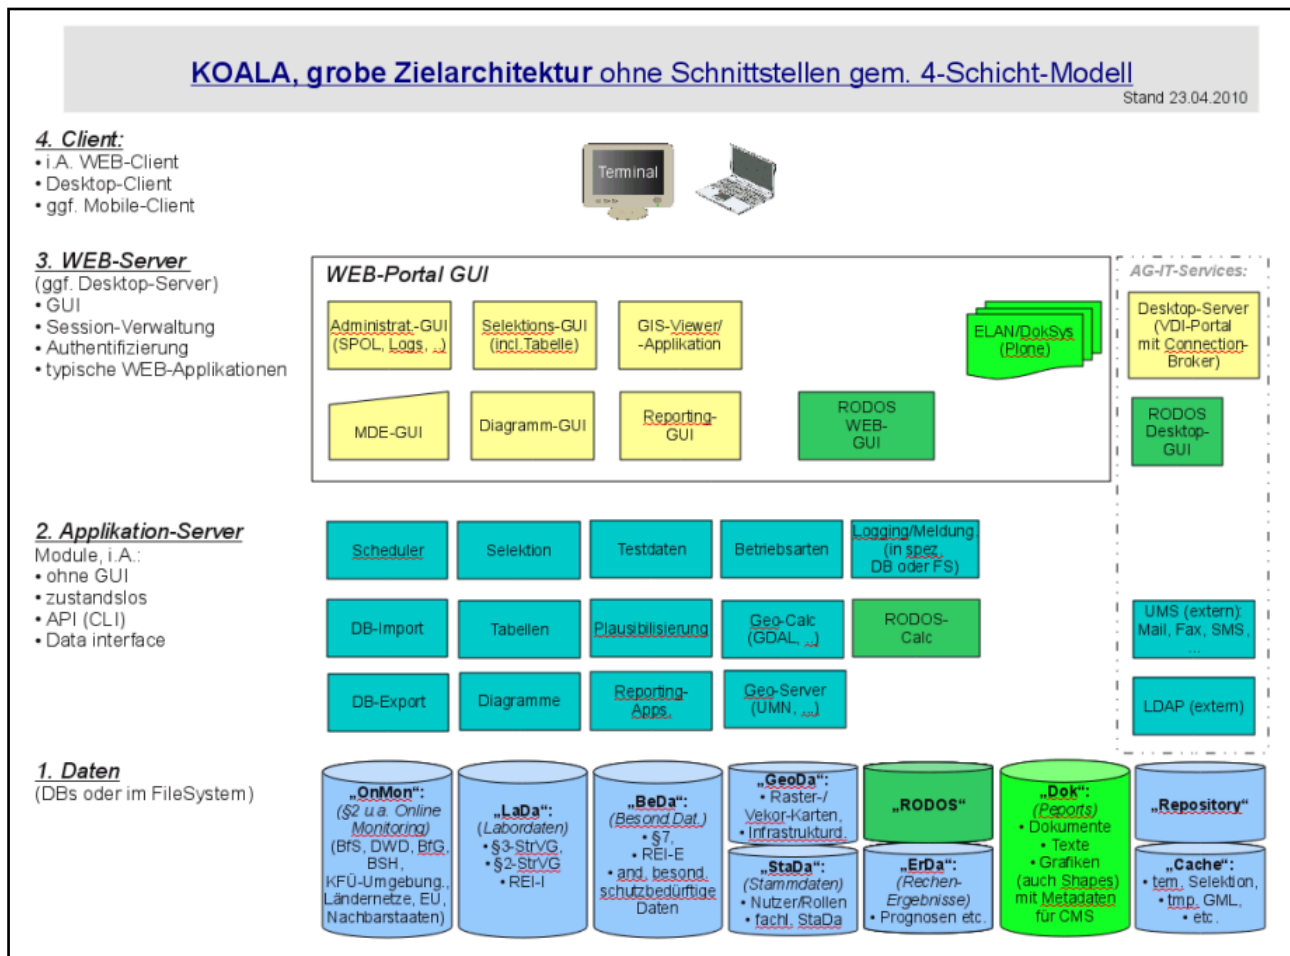 KOALA, grobe Zielarchitektur ohne Schnittstellen gem. 4-Schicht-Modell
Stand 23.04.2010
4. Client:
• i.A. WEB-Client
• Desktop-Client
• ggf. Mobile-Client
Terminal
3. WEB-Server
(ggf. Desktop-Server)
• GUI
• Session-Verwaltung
• Authentifizierung
• typische WEB-Applikationen
WEB-Portal GUI
Administrat.-GUI
(SPOL, Logs, ..)
Selektions-GUI
(incl.Tabelle)
GIS-Viewer/
-Applikation
ELAN/DokSys
(Plone)
MDE-GUI
Diagramm-GUI
Reporting-
GUI
RODOS
WEB-
GUI
AG-IT-Services:
Desktop-Server
(VDI-Portal
mit Connection-
Broker)
RODOS
Desktop-
GUI
2. Applikation-Server
Module, i.A.:
• ohne GUI
• zustandslos
• API (CLI)
• Data interface
Scheduler
Selektion
Testdaten
Betriebsarten
Logging/Meldung.
(in spez.
DB oder FS)
DB-Import
Tabellen
Plausibilisierung
Geo-Calc
(GDAL, ..)
RODOS-
Calc
DB-Export
Diagramme
Reporting-
Apps.
Geo-Server
(UMN, ...)
UMS (extern):
Mail, Fax, SMS,
...
LDAP (extern)
1. Daten
(DBs oder im FileSystem)
„OnMon“:
(§2 u.a. Online
Monitoring)
(BfS, DWD, BfG,
BSH,
KFÜ-Umgebung.,
Ländernetze, EU,
Nachbarstaaten)
„LaDa“:
(Labordaten)
• §3-StrVG,
• §2-StrVG
• REI-I
„BeDa“:
(Besond.Dat.)
• §7,
• REI-E
• and. besond.
schutzbedürftige
Daten
„GeoDa“:
• Raster-/
Vekor-Karten,
• Infrastrukturd.
„StaDa“:
(Stammdaten)
• Nutzer/Rollen
• fachl. StaDa
„RODOS“
„ErDa“:
(Rechen-
Ergebnisse)
• Prognosen etc.
„Dok“:
(Peports)
• Dokumente
• Texte
• Grafiken
(auch Shapes)
mit Metadaten
für CMS
„Repository“
„Cache“:
• tem. Selektion,
• tmp. GML,
• etc.